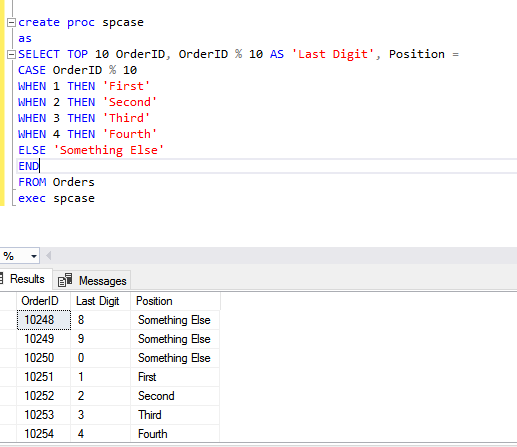 create proc spcase
as
SELECT TOP 10 OrderID, OrderID % 10 AS 'Last Digit', Position =
CASE OrderID % 10
WHEN 1 THEN 'First'
WHEN 2 THEN 'Second'
WHEN 3 THEN 'Third'
WHEN 4 THEN 'Fourth'
ELSE 'Something Else'
END
FROM Orders
exec spcase
%
Results Messages
OrderID Last Digit Position
10248 8 Something Else
10249 9 Something Else
10250 0 Something Else
10251 1 First
10252 2 Second
10253 3 Third
10254 4 Fourth